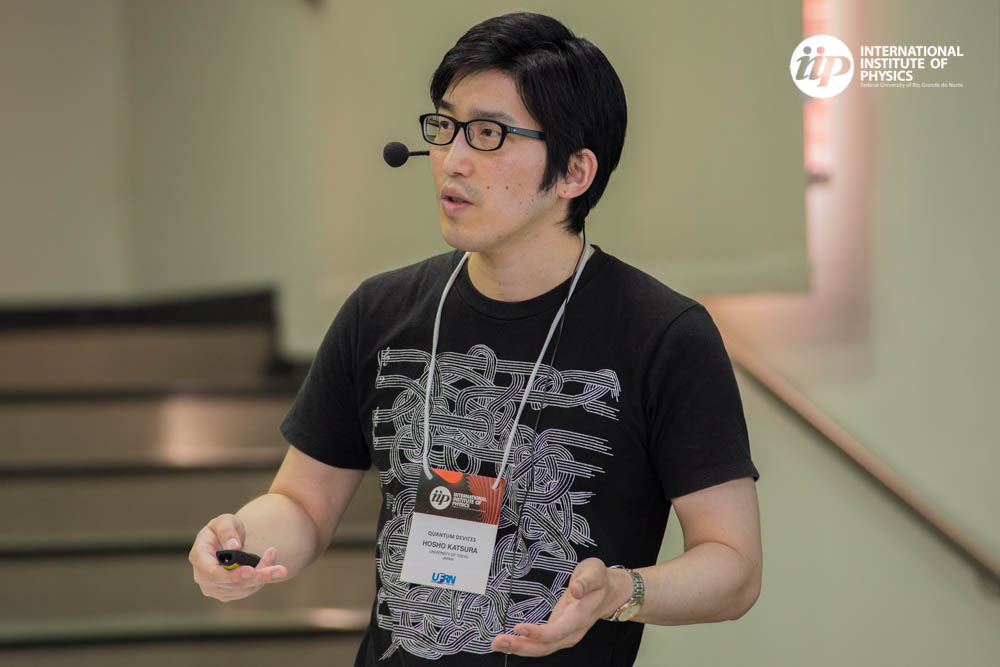 iip
INTERNATIONAL
INSTITUTE OF
PHYSICS
Federal University of Rio Grande do Norte
iip
INTERNATIONAL
INSTITUTE OF
PHYSICS
QUANTUM DEVICES
HOSHO KATSURA
UNIVERSITY OF TOKYO
JAPAN
UFRN